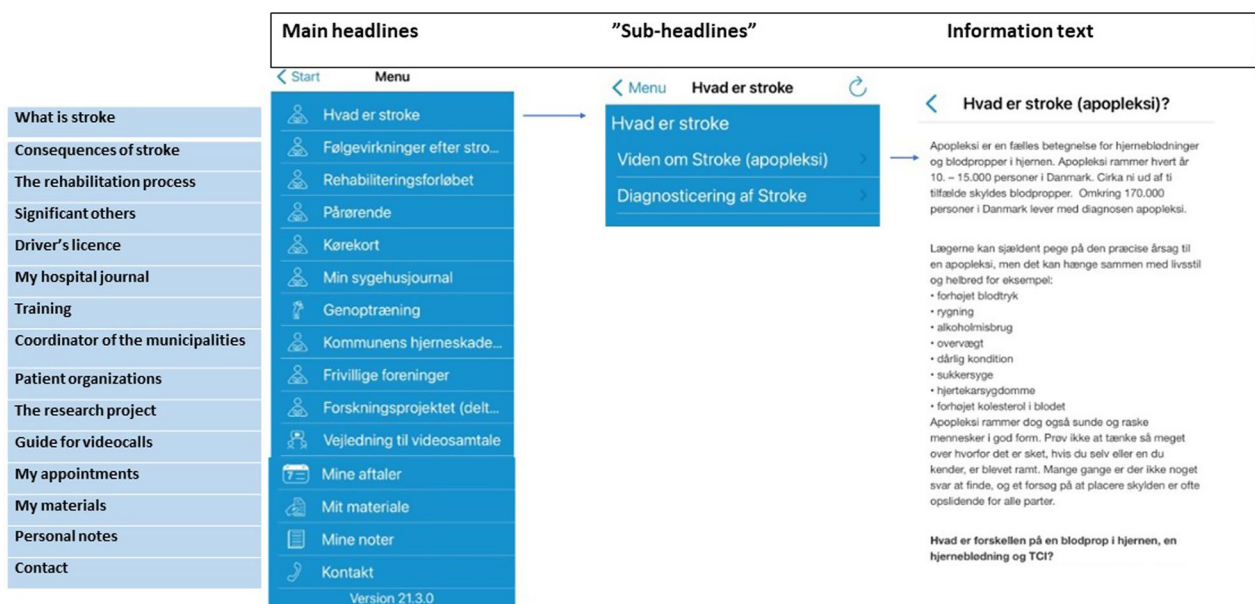 Main headlines
”Sub-headlines”
Information text
What is stroke
Consequences of stroke
The rehabilitation process
Significant others
Driver’s licence
My hospital journal
Training
Coordinator of the municipalities
Patient organizations
The research project
Guide for videocalls
My appointments
My materials
Personal notes
Contact
Start
Menu
Hvad er stroke
Følgevirkninger efter stro...
Rehabiliteringsforløbet
Pårørende
Kørekort
Min sygehusjournal
Genoptræning
Kommunens hjerneskade...
Frivillige foreninger
Forskningsprojektet (delt...
Vejledning til videosamtale
Mine aftaler
Mit materiale
Mine noter
Kontakt
Version 21.3.0
Menu
Hvad er stroke
Hvad er stroke
Viden om Stroke (apopleksi)
Diagnosticering af Stroke
Hvad er stroke (apopleksi)?
Apopleksi er en fælles betegnelse for hjerneblødninger
og blodpropper i hjernen. Apopleksi rammer hvert år
10. – 15.000 personer i Danmark. Cirka ni ud af ti
tilfælde skyldes blodpropper. Omkring 170.000
personer i Danmark lever med diagnosen apopleksi.
Lægerne kan sjældent pege på den præcise årsag til
en apopleksi, men det kan hænge sammen med livsstil
og helbred for eksempel:
• forhøjet blodtryk
• rygning
• alkoholmisbrug
• overvægt
• dårlig kondition
• sukkersyge
• hjertekarsygdomme
• forhøjet kolesterol i blodet
Apopleksi rammer dog også sunde og raske
mennesker i god form. Prøv ikke at tænke så meget
over hvorfor det er sket, hvis du selv eller en du
kender, er blevet ramt. Mange gange er der ikke noget
svar at finde, og et forsøg på at placere skylden er ofte
opslidende for alle parter.
Hvad er forskellen på en blodprop i hjernen, en
hjerneblødning og TCI?